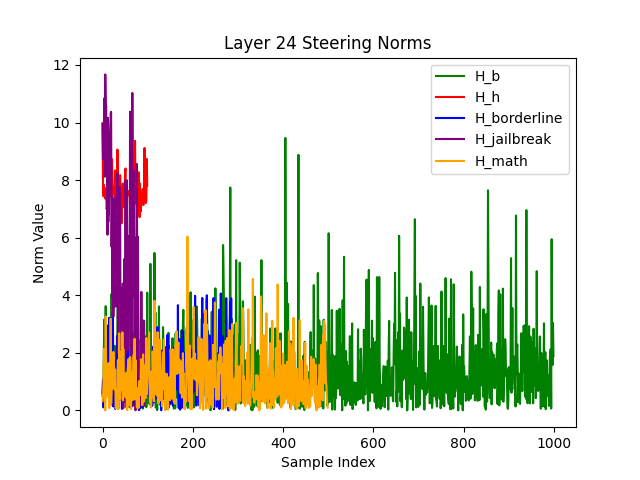 Layer 24 Steering Norms
12
10
8
6
4
2
0
Norm Value
0
200
400
600
800
1000
Sample Index
H_b
H_h
H_borderline
H_jailbreak
H_math